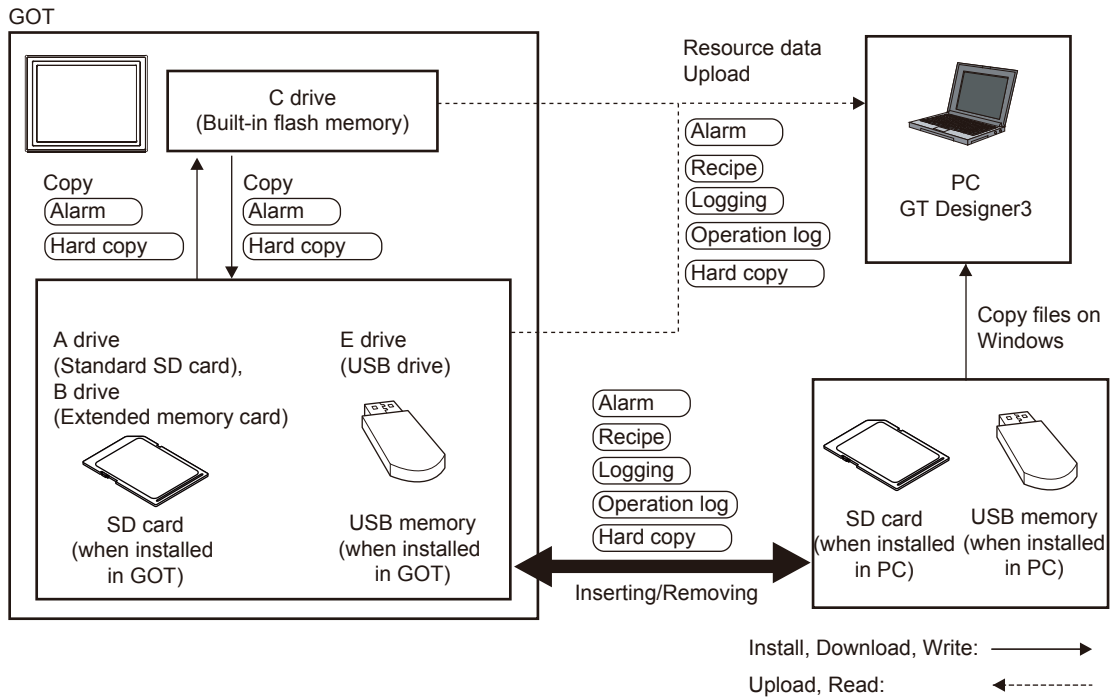 GOT
C drive
(Built-in flash memory)
Copy
Alarm
Hard copy
Copy
Alarm
Hard copy
A drive
(Standard SD card),
B drive
(Extended memory card)
E drive
(USB drive)
SD card
(when installed
in GOT)
USB memory
(when installed
in GOT)
Resource data
Upload
Alarm
Recipe
Logging
Operation log
Hard copy
PC
GT Designer3
Copy files on
Windows
Alarm
Recipe
Logging
Operation log
Hard copy
Inserting/Removing
SD card
(when installed
in PC)
USB memory
(when installed
in PC)
Install, Download, Write:
Upload, Read: